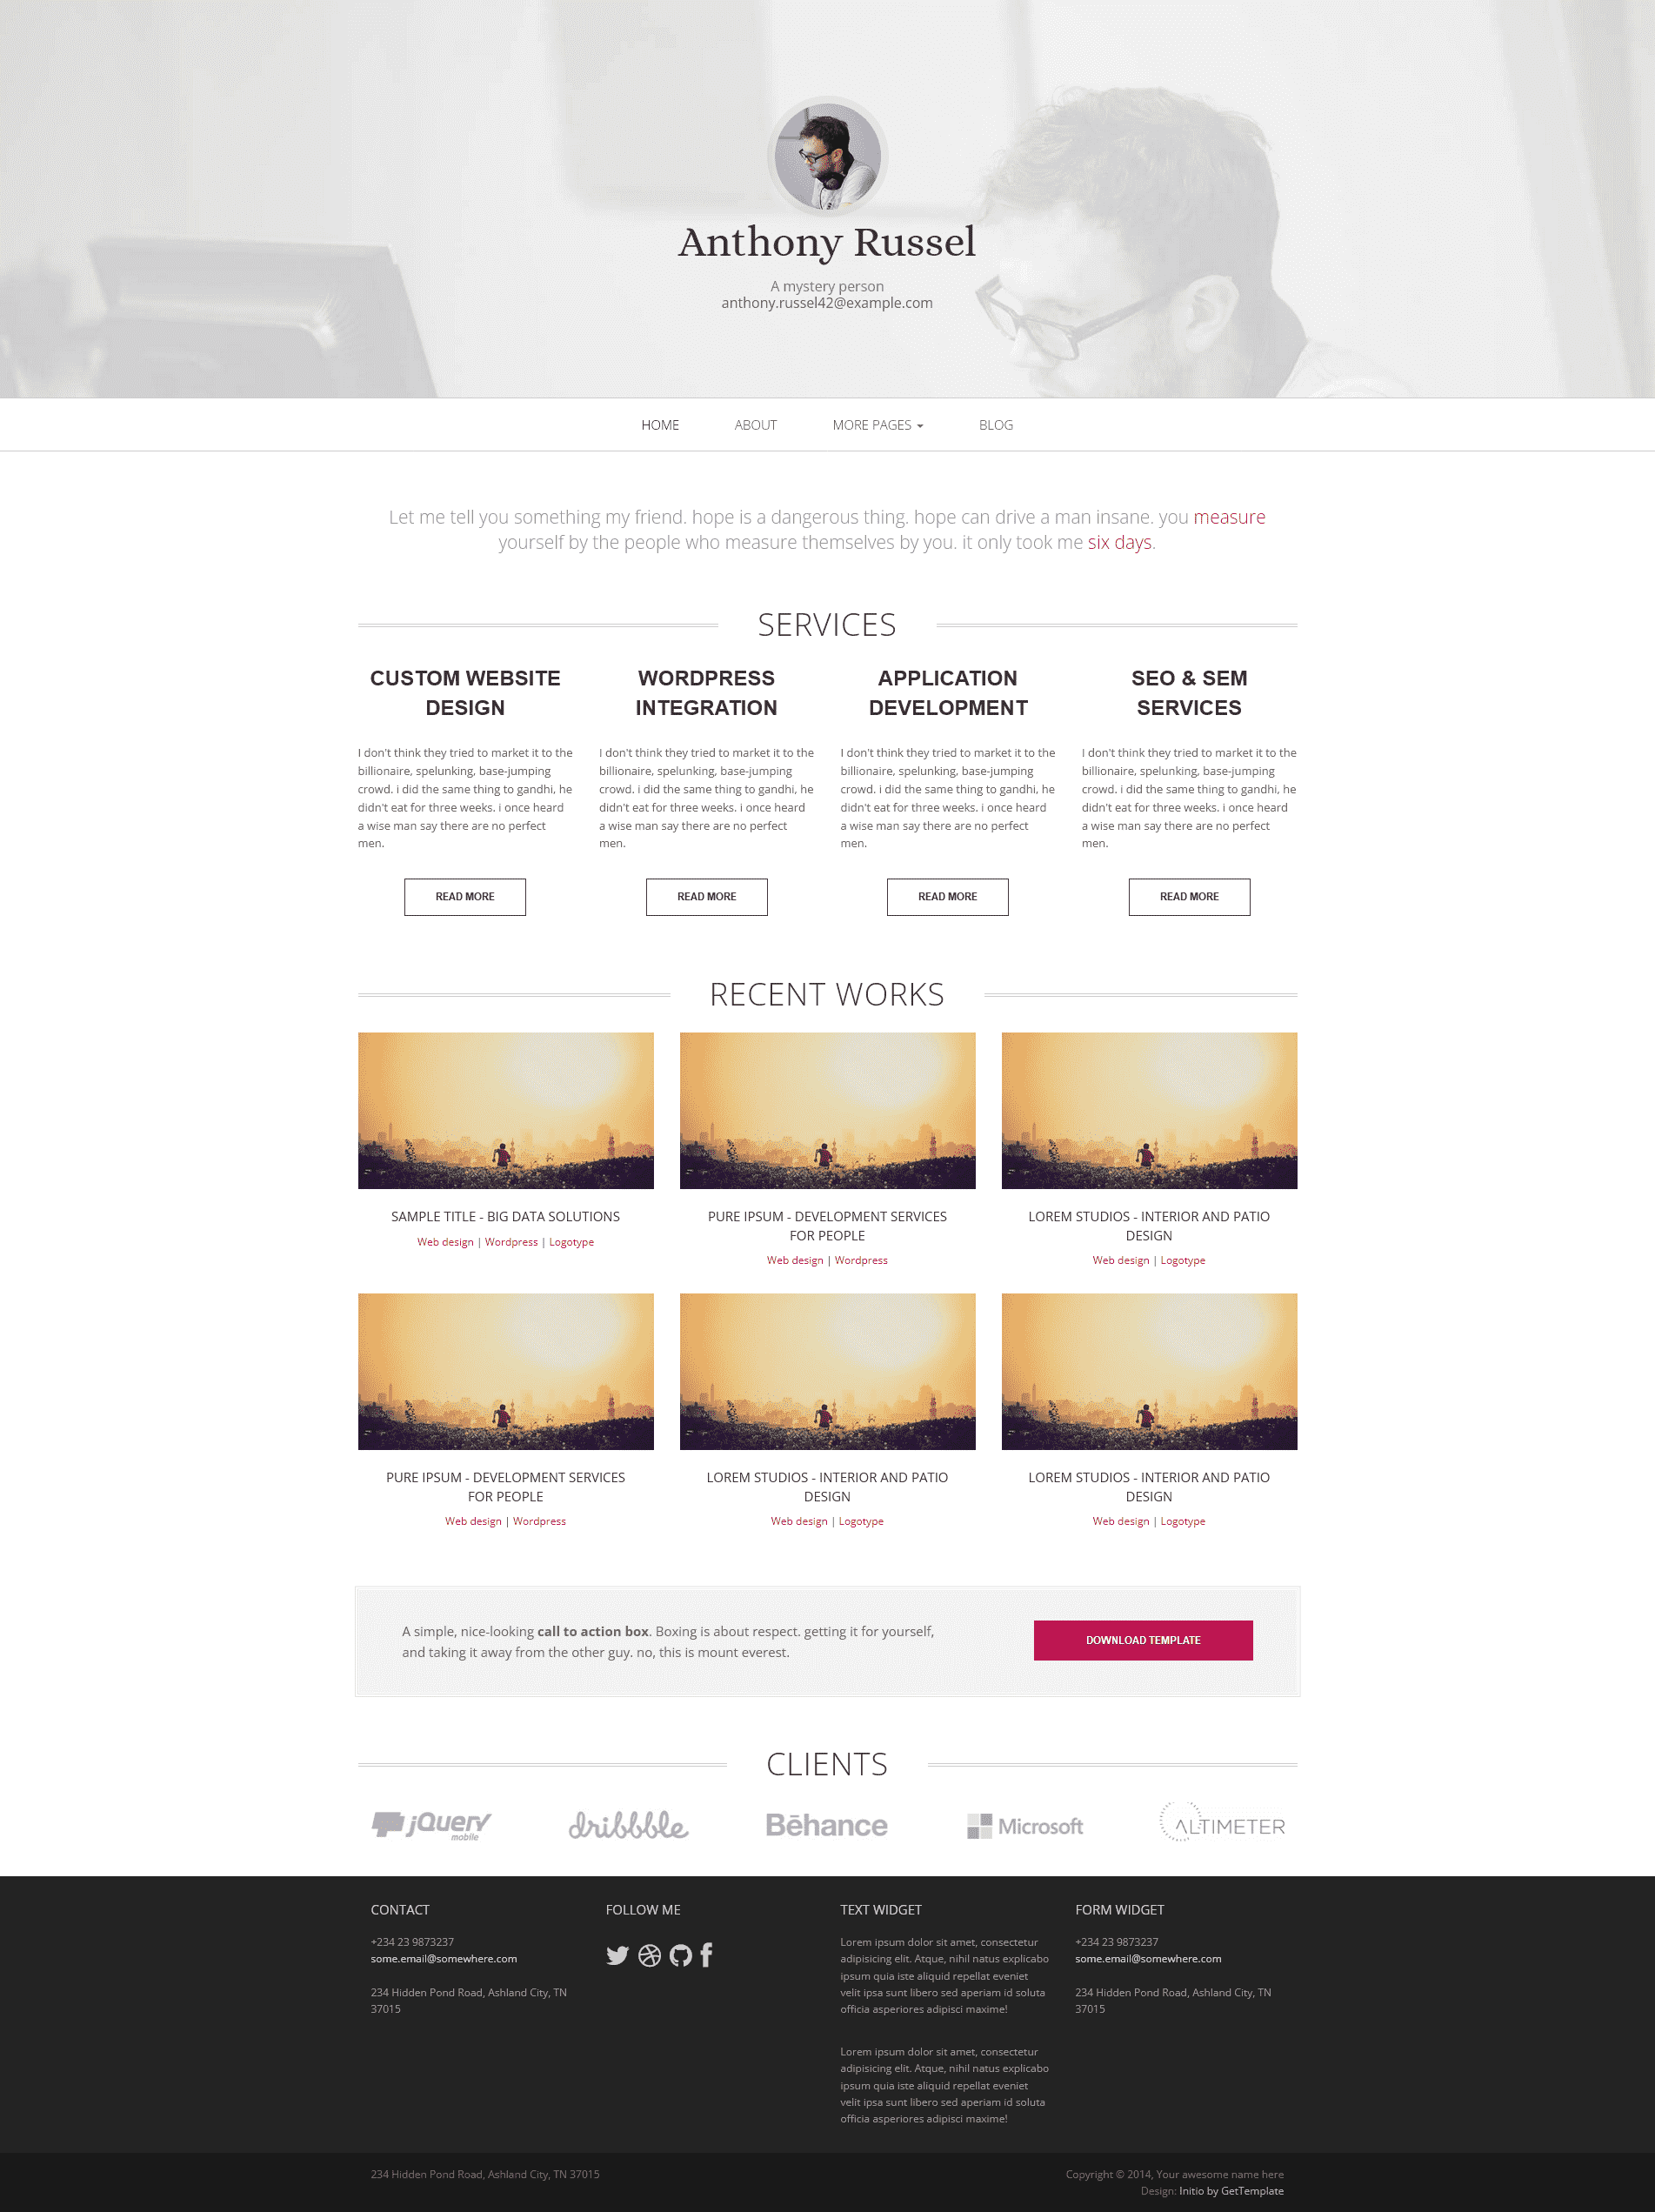 Anthony Russel
A mystery person
anthony.russel42@example.com
HOME
ABOUT
MORE PAGES
BLOG
Let me tell you something my friend. hope is a dangerous thing. hope can drive a man insane. you measure
yourself by the people who measure themselves by you. it only took me six days.
SERVICES
CUSTOM WEBSITE
DESIGN
I don't think they tried to market it to the
billionaire, spelunking, base-jumping
crowd. i did the same thing to gandhi, he
didn't eat for three weeks. i once heard
a wise man say there are no perfect
men.
READ MORE
WORDPRESS
INTEGRATION
I don't think they tried to market it to the
billionaire, spelunking, base-jumping
crowd. i did the same thing to gandhi, he
didn't eat for three weeks. i once heard
a wise man say there are no perfect
men.
READ MORE
APPLICATION
DEVELOPMENT
I don't think they tried to market it to the
billionaire, spelunking, base-jumping
crowd. i did the same thing to gandhi, he
didn't eat for three weeks. i once heard
a wise man say there are no perfect
men.
READ MORE
SEO & SEM
SERVICES
I don't think they tried to market it to the
billionaire, spelunking, base-jumping
crowd. i did the same thing to gandhi, he
didn't eat for three weeks. i once heard
a wise man say there are no perfect
men.
READ MORE
RECENT WORKS
SAMPLE TITLE - BIG DATA SOLUTIONS
Web design | Wordpress | Logotype
PURE IPSUM - DEVELOPMENT SERVICES
FOR PEOPLE
Web design | Wordpress
LOREM STUDIOS - INTERIOR AND PATIO
DESIGN
Web design | Logotype
PURE IPSUM - DEVELOPMENT SERVICES
FOR PEOPLE
Web design | Wordpress
LOREM STUDIOS - INTERIOR AND PATIO
DESIGN
Web design | Logotype
LOREM STUDIOS - INTERIOR AND PATIO
DESIGN
Web design | Logotype
A simple, nice-looking call to action box. Boxing is about respect. getting it for yourself,
and taking it away from the other guy. no, this is mount everest.
DOWNLOAD TEMPLATE
CLIENTS
jQuery
mobile
dribbble
Bēhance
Microsoft
ALTIMETER
CONTACT
+234 23 9873237
some.email@somewhere.com
234 Hidden Pond Road, Ashland City, TN
37015
FOLLOW ME
TEXT WIDGET
Lorem ipsum dolor sit amet, consectetur
adipisicing elit. Atque, nihil natus explicabo
ipsum quia iste aliquid repellat eveniet
velit ipsa sunt libero sed aperiam id soluta
officia asperiores adipisci maxime!
Lorem ipsum dolor sit amet, consectetur
adipisicing elit. Atque, nihil natus explicabo
ipsum quia iste aliquid repellat eveniet
velit ipsa sunt libero sed aperiam id soluta
officia asperiores adipisci maxime!
FORM WIDGET
+234 23 9873237
some.email@somewhere.com
234 Hidden Pond Road, Ashland City, TN
37015
234 Hidden Pond Road, Ashland City, TN 37015
Copyright © 2014, Your awesome name here
Design: Initio by GetTemplate